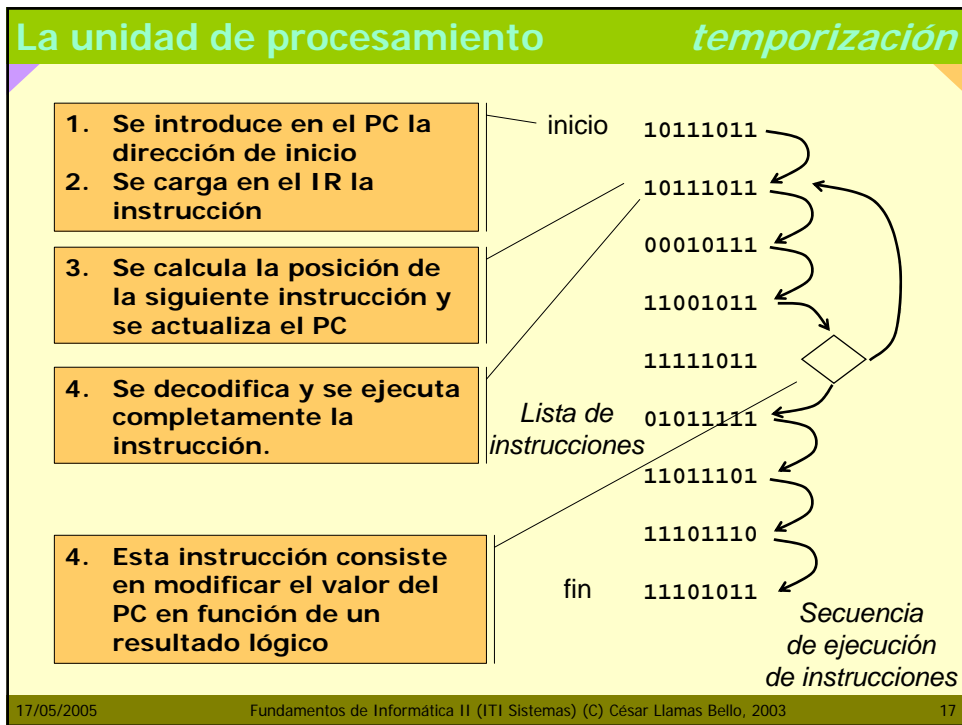 La unidad de procesamiento temporización
1. Se introduce en el PC la
dirección de inicio
2. Se carga en el IR la
instrucción
3. Se calcula la posición de
la siguiente instrucción y
se actualiza el PC
4. Se decodifica y se ejecuta
completamente la
instrucción.
4. Esta instrucción consiste
en modificar el valor del
PC en función de un
resultado lógico
inicio 10111011
10111011
00010111
11001011
11111011
Lista de
instrucciones
01011111
11011101
11101110
fin 11101011
Secuencia
de ejecución
de instrucciones
17/05/2005 Fundamentos de Informática II (ITI Sistemas) (C) César Llamas Bello, 2003 17